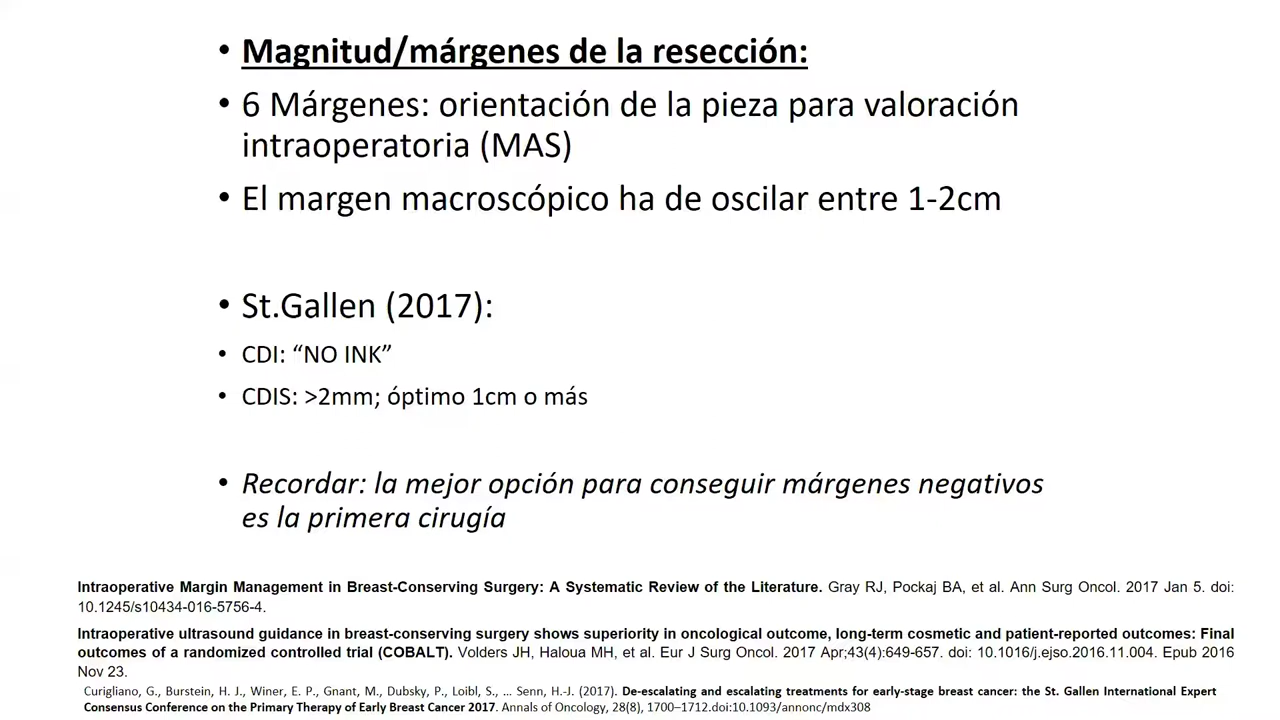 • Magnitud/márgenes de la resección:
• 6 Márgenes: orientación de la pieza para valoración
intraoperatoria (MAS)
• El margen macroscópico ha de oscilar entre 1-2cm
• St.Gallen (2017):
• CDI: “NO INK”
• CDIS: >2mm; óptimo 1cm o más
• Recordar: la mejor opción para conseguir márgenes negativos
es la primera cirugía
Intraoperative Margin Management in Breast-Conserving Surgery: A Systematic Review of the Literature. Gray RJ, Pockaj BA, et al. Ann Surg Oncol. 2017 Jan 5. doi:
10.1245/s10434-016-5756-4.
Intraoperative ultrasound guidance in breast-conserving surgery shows superiority in oncological outcome, long-term cosmetic and patient-reported outcomes: Final
outcomes of a randomized controlled trial (COBALT). Volders JH, Haloua MH, et al. Eur J Surg Oncol. 2017 Apr;43(4):649-657. doi: 10.1016/j.ejso.2016.11.004. Epub 2016
Nov 23.
Curigliano, G., Burstein, H. J., Winer, E. P., Gnant, M., Dubsky, P., Loibl, S., … Senn, H.-J. (2017). De-escalating and escalating treatments for early-stage breast cancer: the St. Gallen International Expert
Consensus Conference on the Primary Therapy of Early Breast Cancer 2017. Annals of Oncology, 28(8), 1700–1712.doi:10.1093/annonc/mdx308